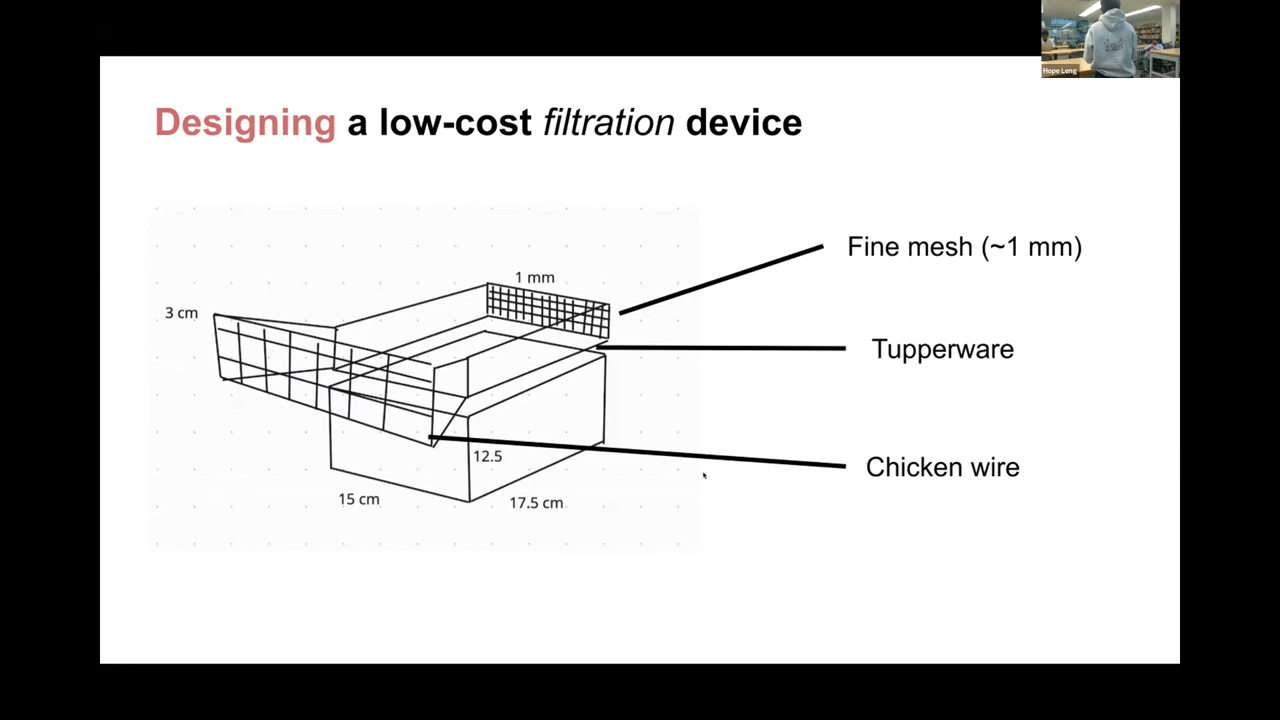 Hope Leng
Designing a low-cost filtration device
Fine mesh (~1 mm)
1 mm
3 cm
Tupperware
12.5
Chicken wire
15 cm
17.5 cm